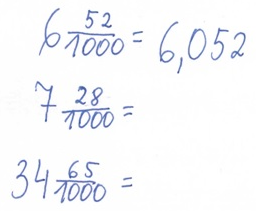 6 52/1000 = 6,052
7 28/1000 =
34 65/1000 =